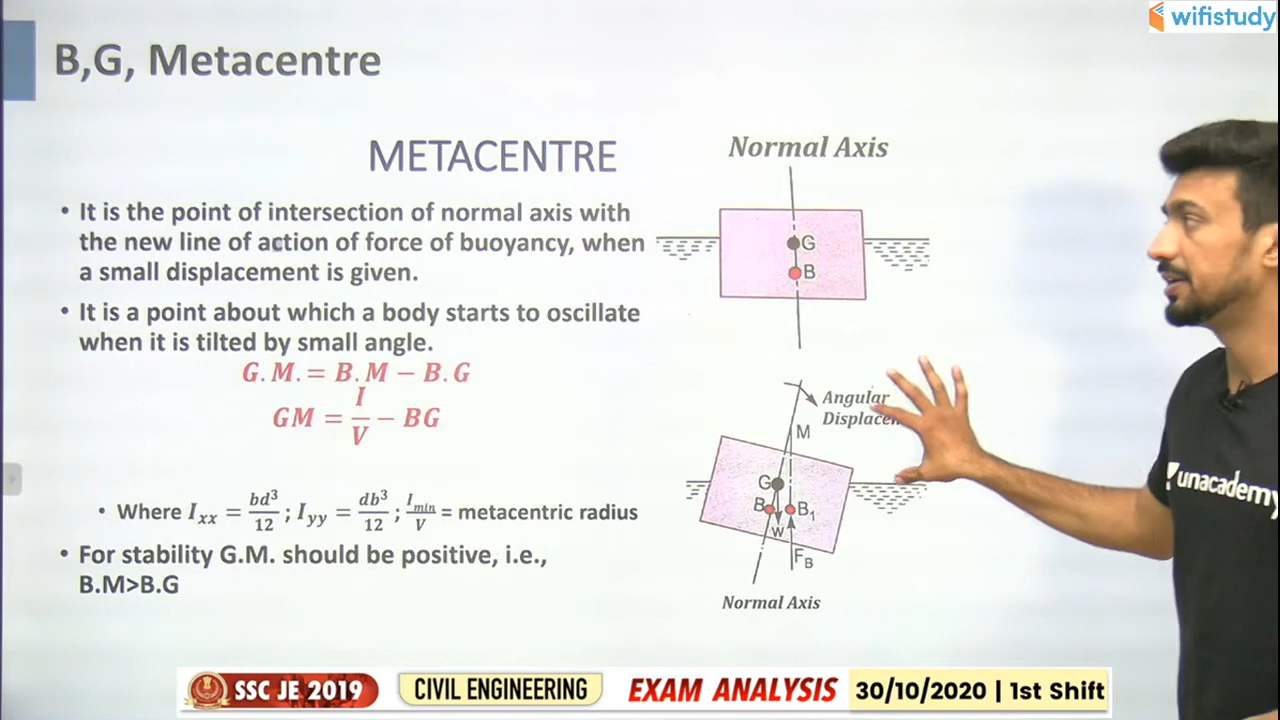 wifistudy
B,G, Metacentre
METACENTRE
• It is the point of intersection of normal axis with
the new line of action of force of buoyancy, when
a small displacement is given.
• It is a point about which a body starts to oscillate
when it is tilted by small angle.
G.M.= B.M − B.G
GM = I/V − BG
• Where Ixx = bd³/12 ; Iyy = db³/12 ; Imin/V = metacentric radius
• For stability G.M. should be positive, i.e.,
B.M>B.G
Normal Axis
G
B
Angular
M
G
B B₁
W
F_B
Normal Axis
unacademy
SSC JE 2019
CIVIL ENGINEERING
EXAM ANALYSIS
30/10/2020 | 1st Shift